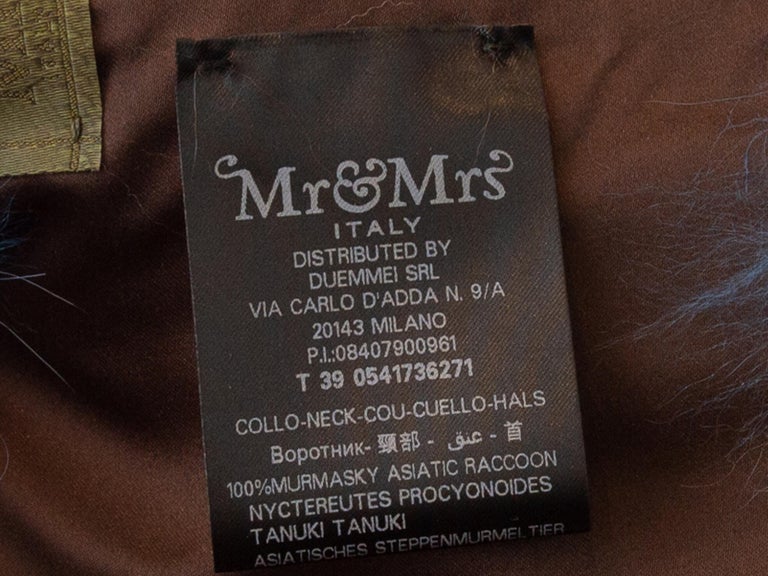 Mr&Mrs
ITALY
DISTRIBUTED BY
DUEMMEI SRL
VIA CARLO D'ADDA N. 9/A
20143 MILANO
P.I.:08407900961
T 39 0541736271
COLLO-NECK-COU-CUELLO-HALS
Воротник- 颈部 - عنق - 首
100%MURMASKY ASIATIC RACCOON
NYCTEREUTES PROCYONOIDES
TANUKI TANUKI
ASIATISCHES STEPPENMURMELTIER